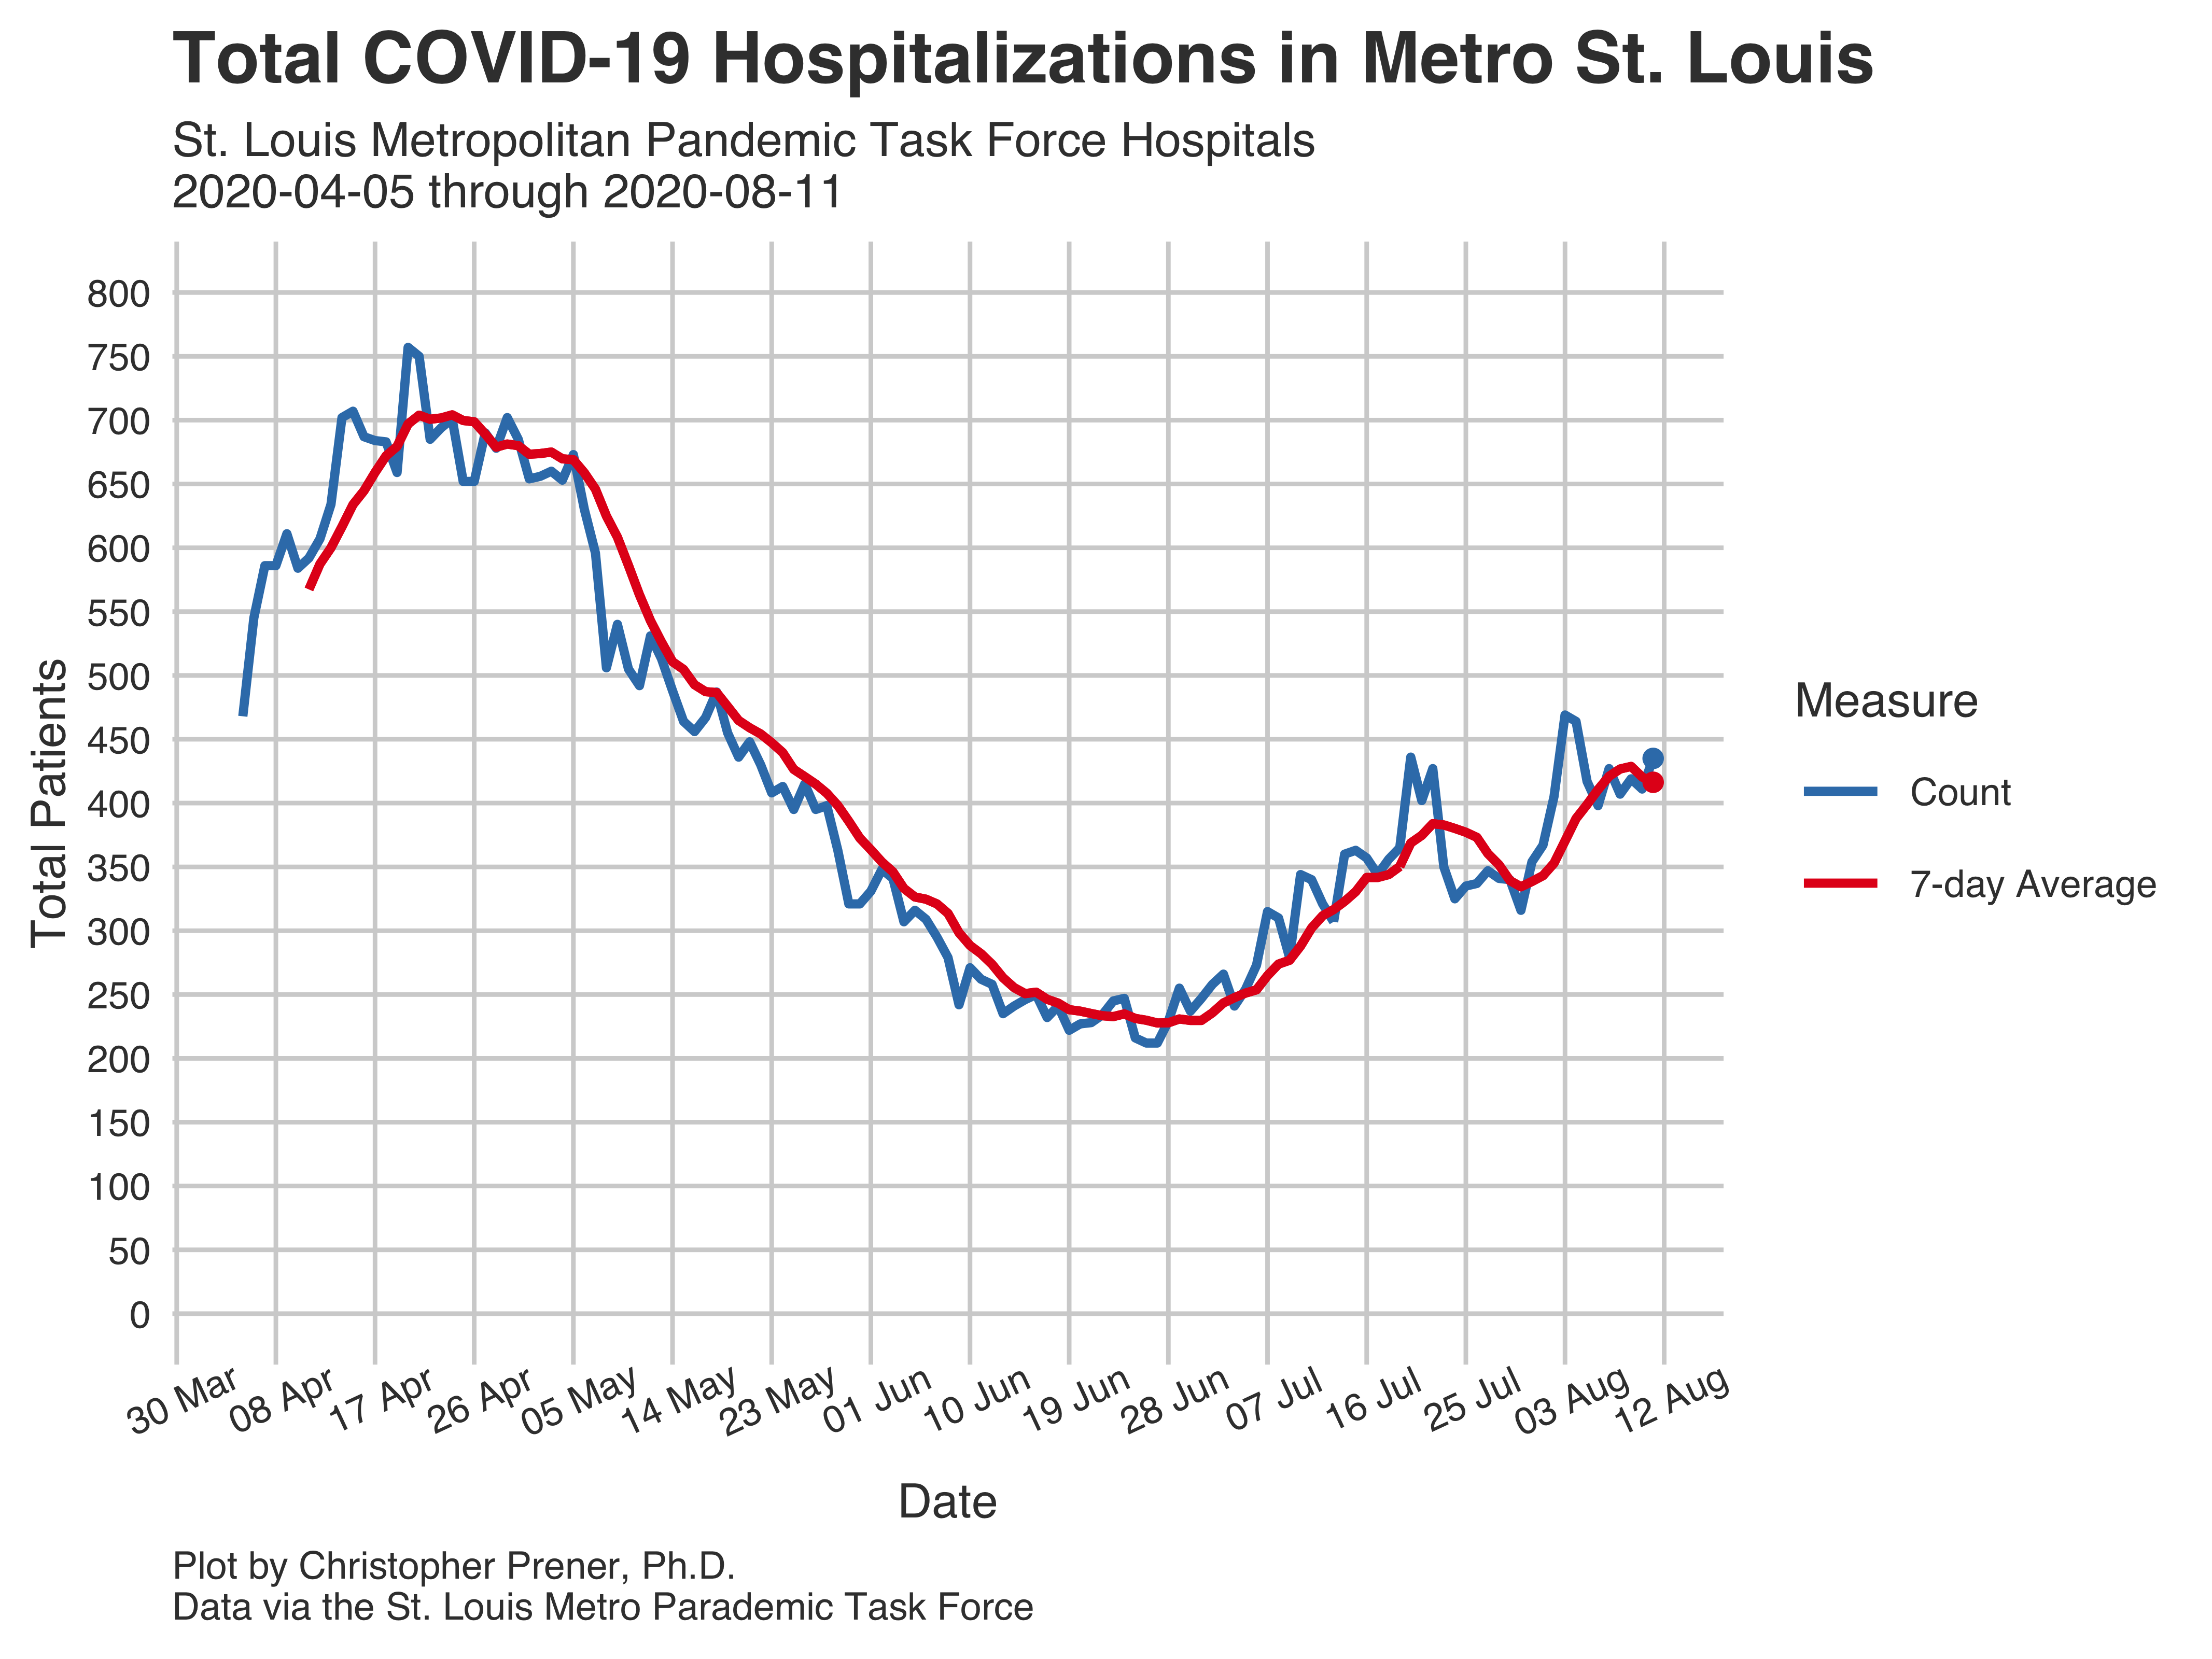 Total COVID-19 Hospitalizations in Metro St. Louis
St. Louis Metropolitan Pandemic Task Force Hospitals
2020-04-05 through 2020-08-11
800
750
700
650
600
550
500
450
400
350
300
250
200
150
100
50
0
Total Patients
30 Mar
08 Apr
17 Apr
26 Apr
05 May
14 May
23 May
01 Jun
10 Jun
19 Jun
28 Jun
07 Jul
16 Jul
25 Jul
03 Aug
12 Aug
Date
Measure
Count
7-day Average
Plot by Christopher Prener, Ph.D.
Data via the St. Louis Metro Parademic Task Force